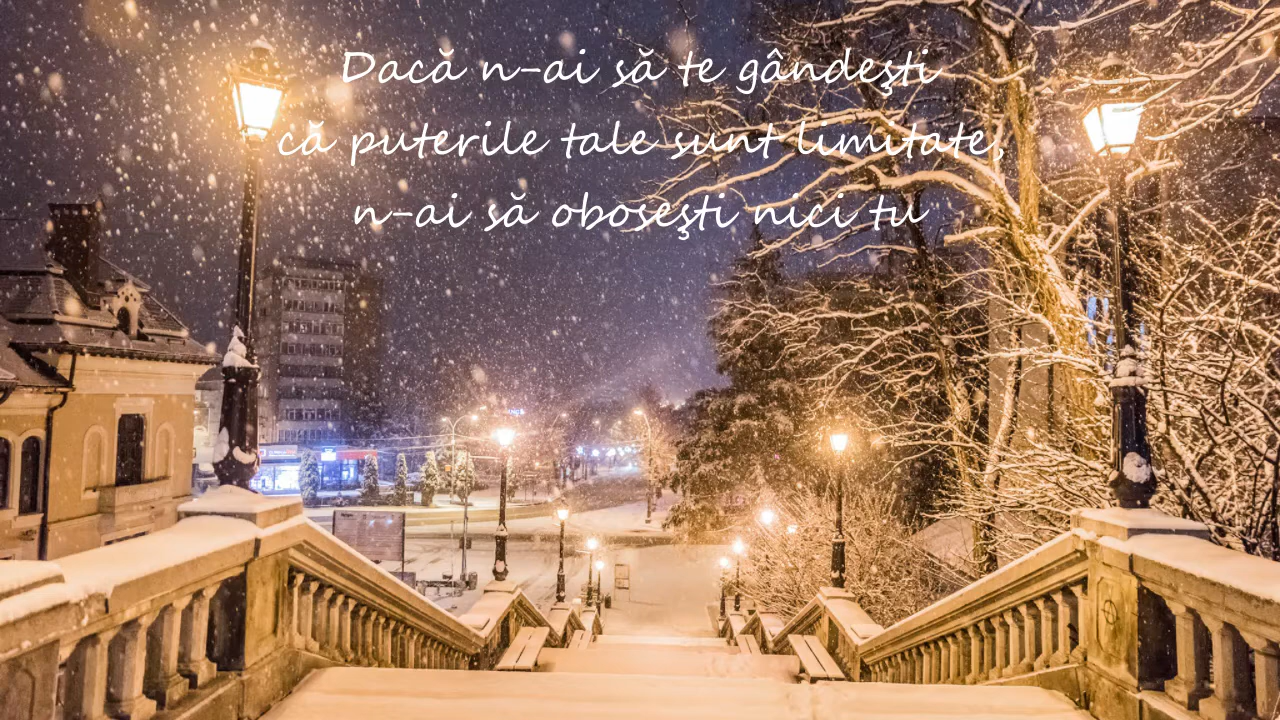 Dacă n-ai să te gândeşti
că puterile tale sunt limitate,
n-ai să oboseşti nici tu